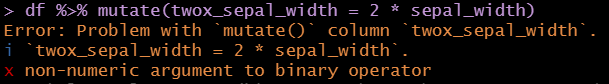 > df %>% mutate(twox_sepal_width = 2 * sepal_width)
Error: Problem with `mutate()` column `twox_sepal_width`.
i `twox_sepal_width = 2 * sepal_width`.
x non-numeric argument to binary operator